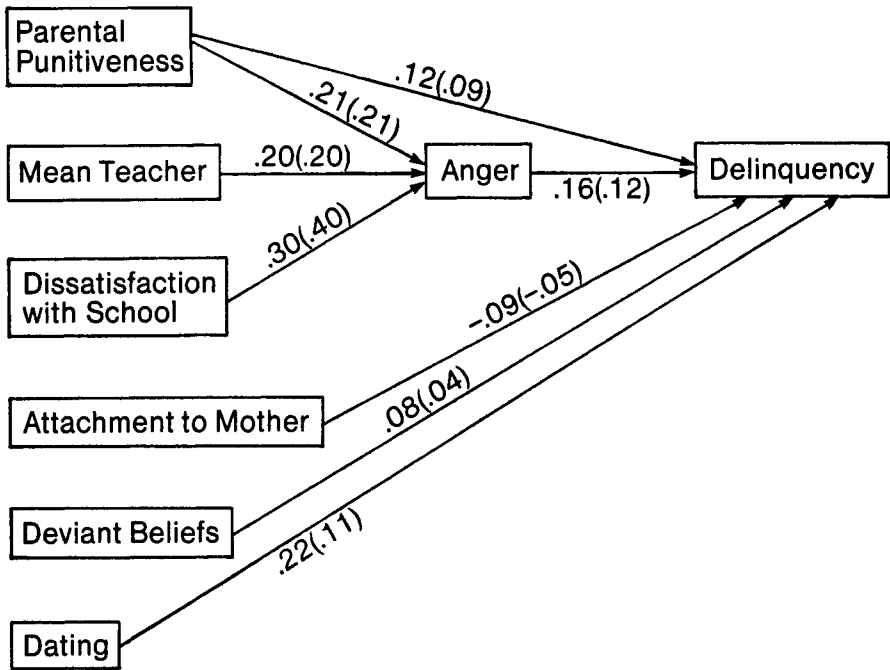 Parental
Punitiveness
.12(.09)
.21(.21)
Mean Teacher
.20(.20)
Anger
.16(.12)
Delinquency
.30(.40)
Dissatisfaction
with School
-.09(-.05)
Attachment to Mother
.08(.04)
Deviant Beliefs
.22(.11)
Dating